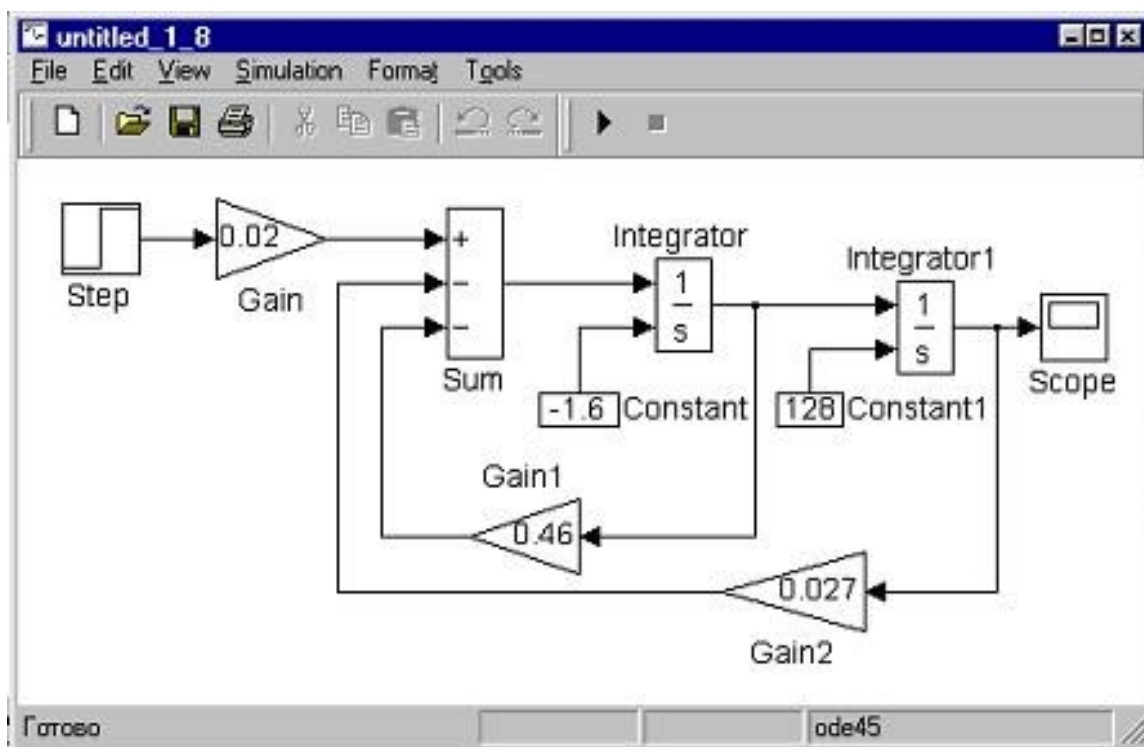 untitled_1_8
File Edit View Simulation Format Tools
Step
0.02
Gain
+
−
−
Sum
Integrator
1
s
-1.6
Constant
Integrator1
1
s
128
Constant1
Scope
Gain1
0.46
0.027
Gain2
Готово
ode45